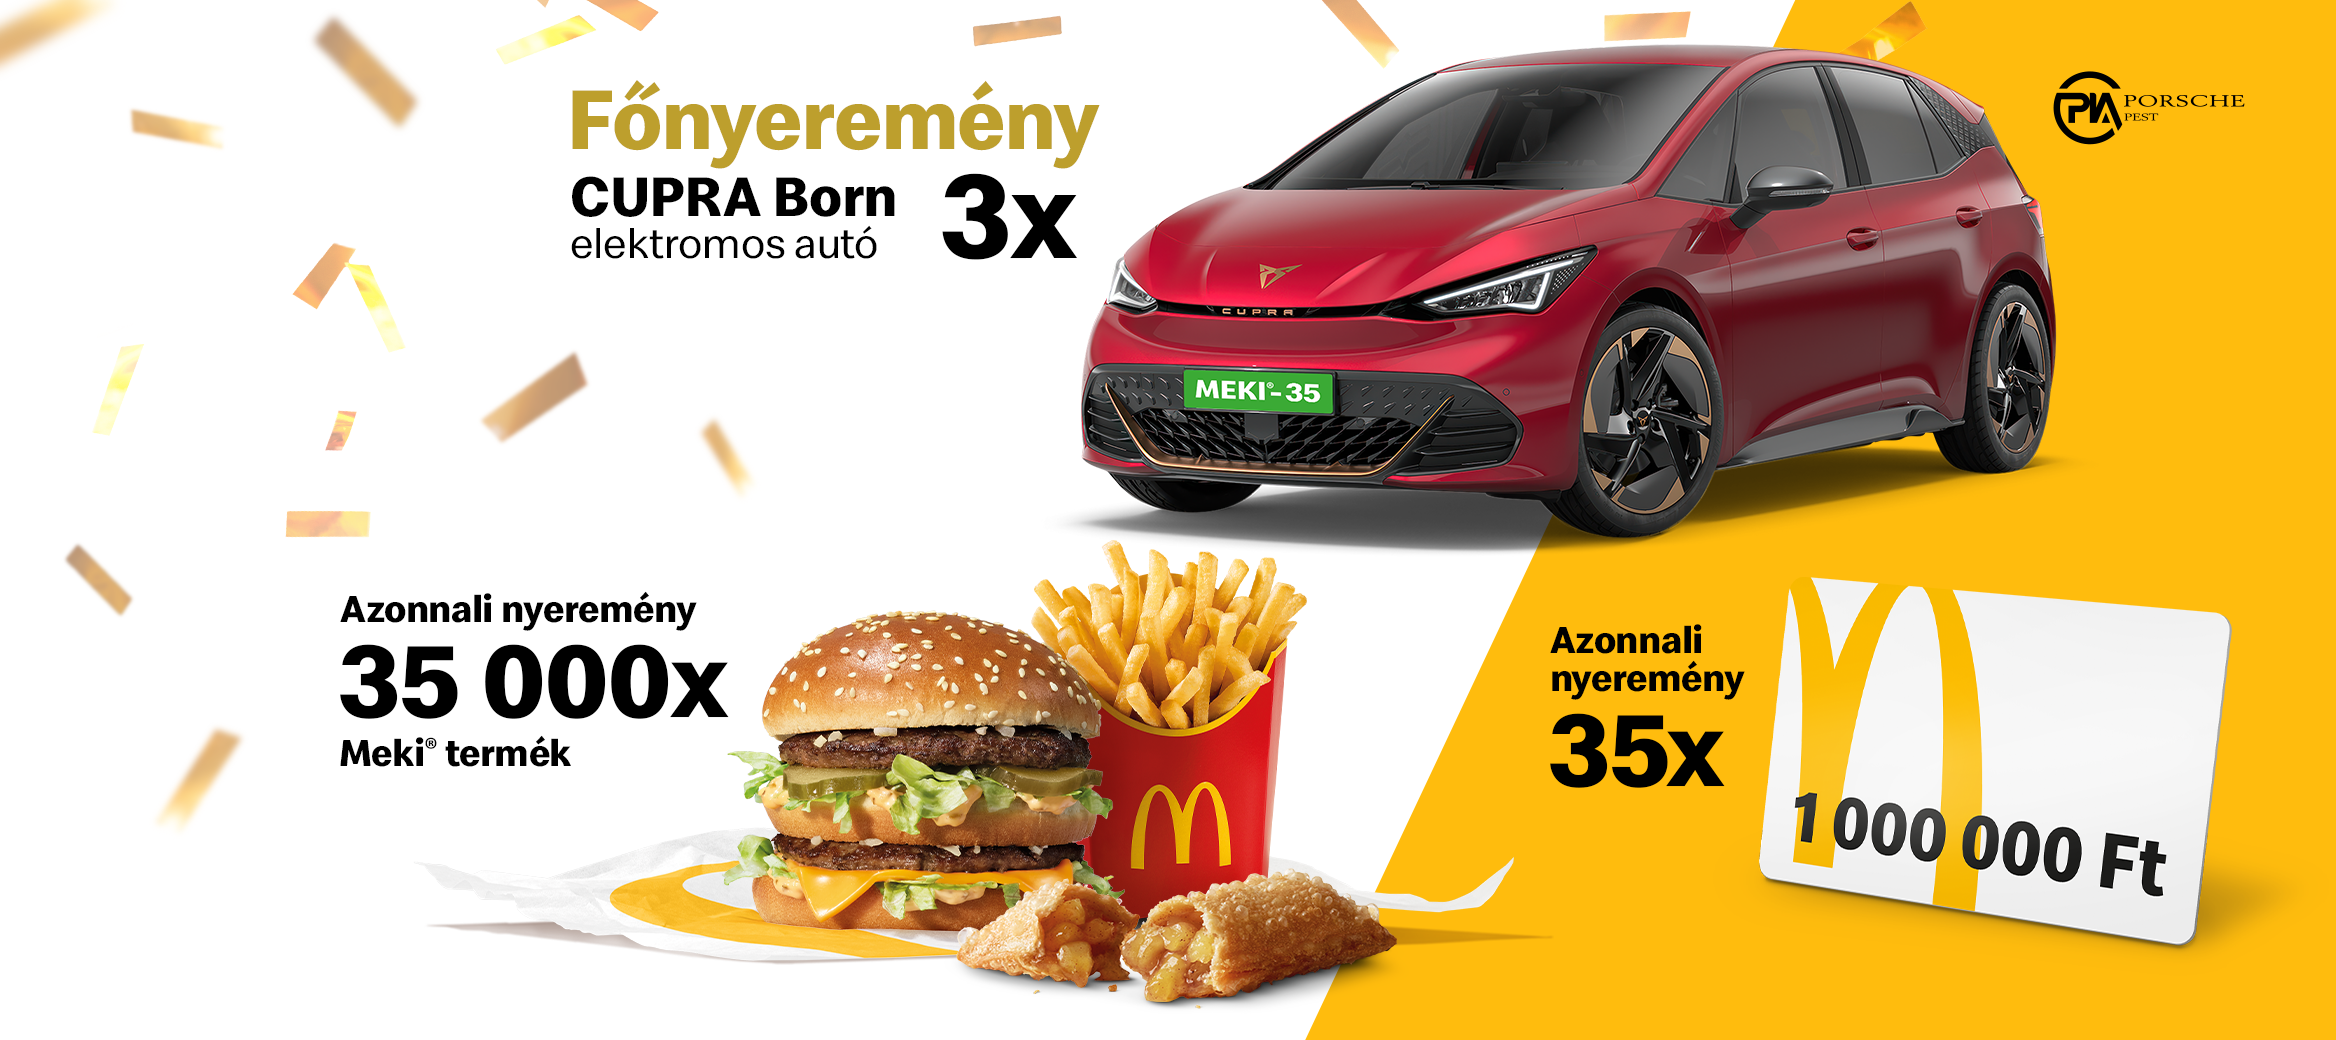 Főnyeremény
CUPRA Born
elektromos autó
3x
PIA PORSCHE
PEST
CUPRA
MEKI®-35
Azonnali nyeremény
35 000x
Meki® termék
Azonnali
nyeremény
35x
1 000 000 Ft